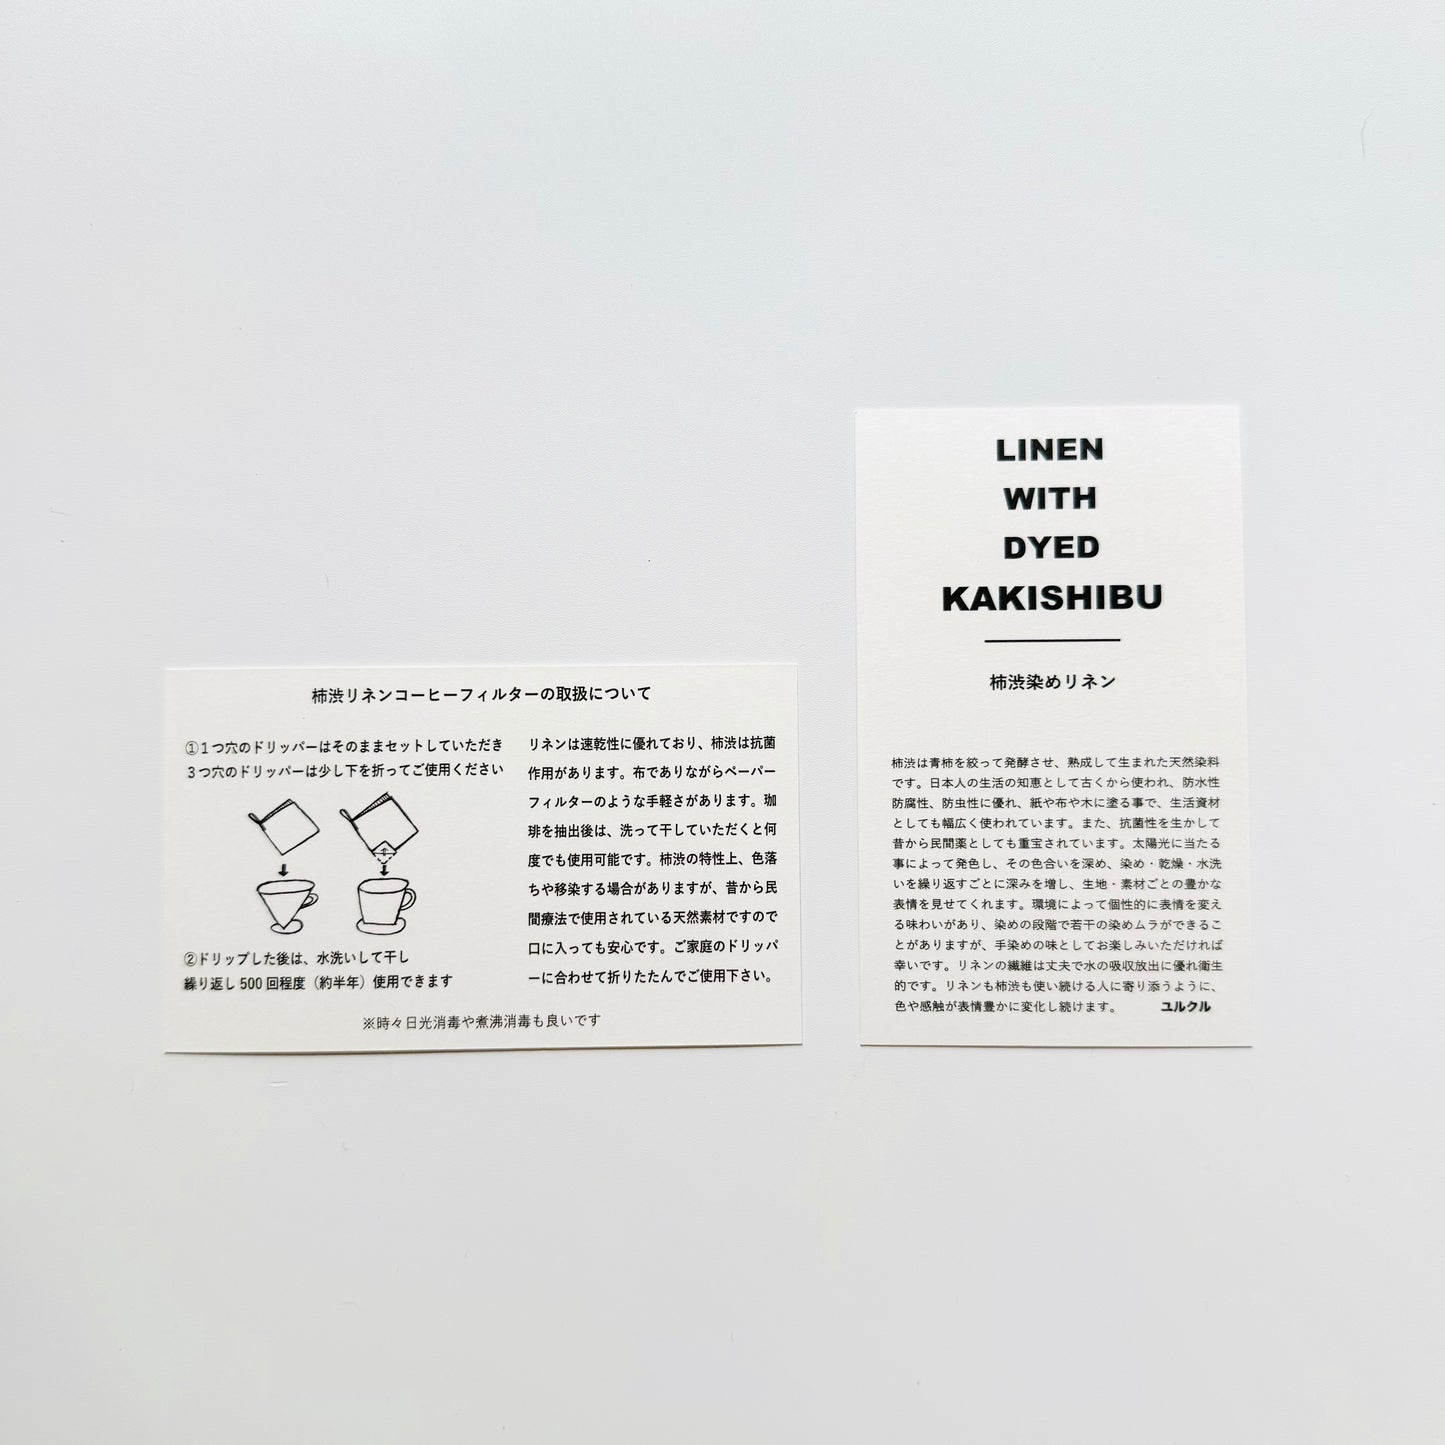 柿渋リネンコーヒーフィルターの取扱について
①１つ穴のドリッパーはそのままセットしていただき
３つ穴のドリッパーは少し下を折ってご使用ください
②ドリップした後は、水洗いして干し
繰り返し 500 回程度（約半年）使用できます
リネンは速乾性に優れており、柿渋は抗菌
作用があります。布でありながらペーパー
フィルターのような手軽さがあります。珈
琲を抽出後は、洗って干していただくと何
度でも使用可能です。柿渋の特性上、色落
ちや移染する場合がありますが、昔から民
間療法で使用されている天然素材ですので
口に入っても安心です。ご家庭のドリッパ
ーに合わせて折りたたんでご使用下さい。
※時々日光消毒や煮沸消毒も良いです
LINEN
WITH
DYED
KAKISHIBU
柿渋染めリネン
柿渋は青柿を絞って発酵させ、熟成して生まれた天然染料
です。日本人の生活の知恵として古くから使われ、防水性
防腐性、防虫性に優れ、紙や布や木に塗る事で、生活資材
としても幅広く使われています。また、抗菌性を生かして
昔から民間薬としても重宝されています。太陽光に当たる
事によって発色し、その色合いを深め、染め・乾燥・水洗
いを繰り返すごとに深みを増し、生地・素材ごとの豊かな
表情を見せてくれます。環境によって個性的に表情を変え
る味わいがあり、染めの段階で若干の染めムラができるこ
とがありますが、手染めの味としてお楽しみいただければ
幸いです。リネンの繊維は丈夫で水の吸収放出に優れ衛生
的です。リネンも柿渋も使い続ける人に寄り添うように、
色や感触が表情豊かに変化し続けます。 ユルクル